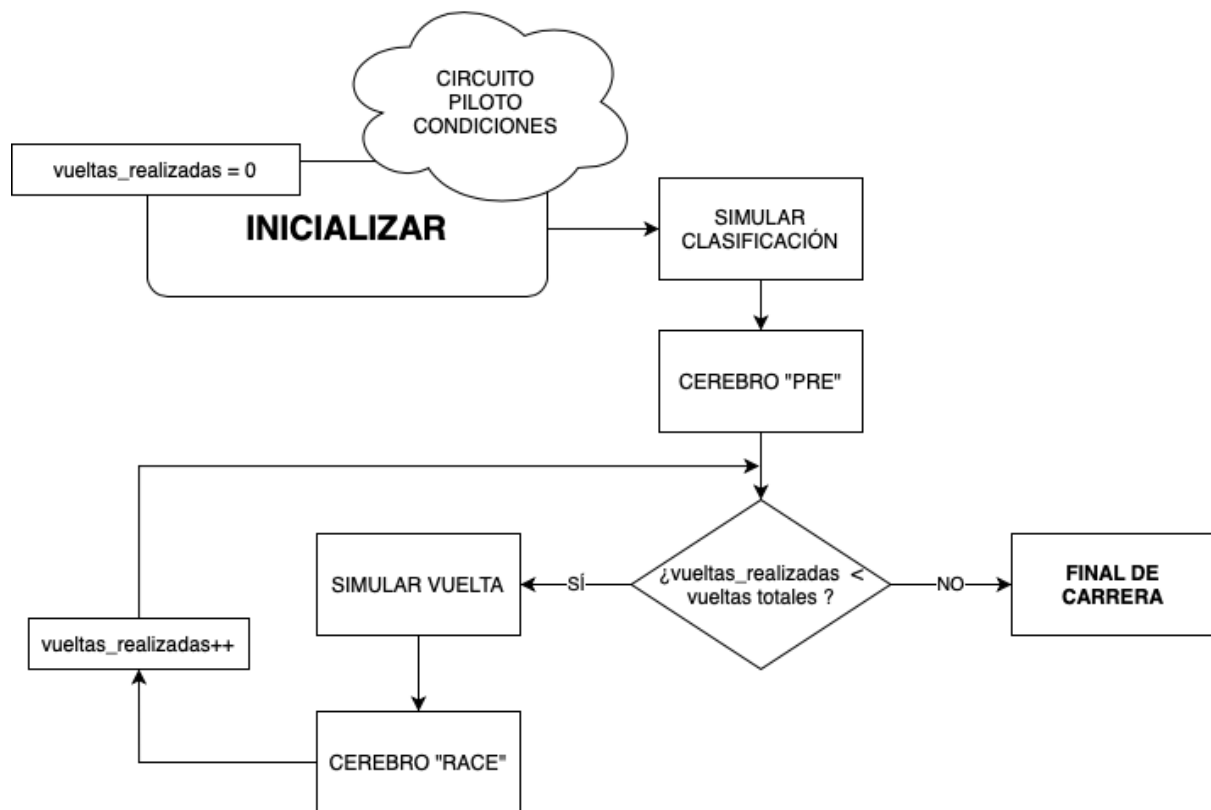 CIRCUITO
PILOTO
CONDICIONES
vueltas_realizadas = 0
INICIALIZAR
SIMULAR
CLASIFICACIÓN
CEREBRO "PRE"
¿vueltas_realizadas <
vueltas totales ?
SÍ
NO
SIMULAR VUELTA
FINAL DE
CARRERA
vueltas_realizadas++
CEREBRO "RACE"